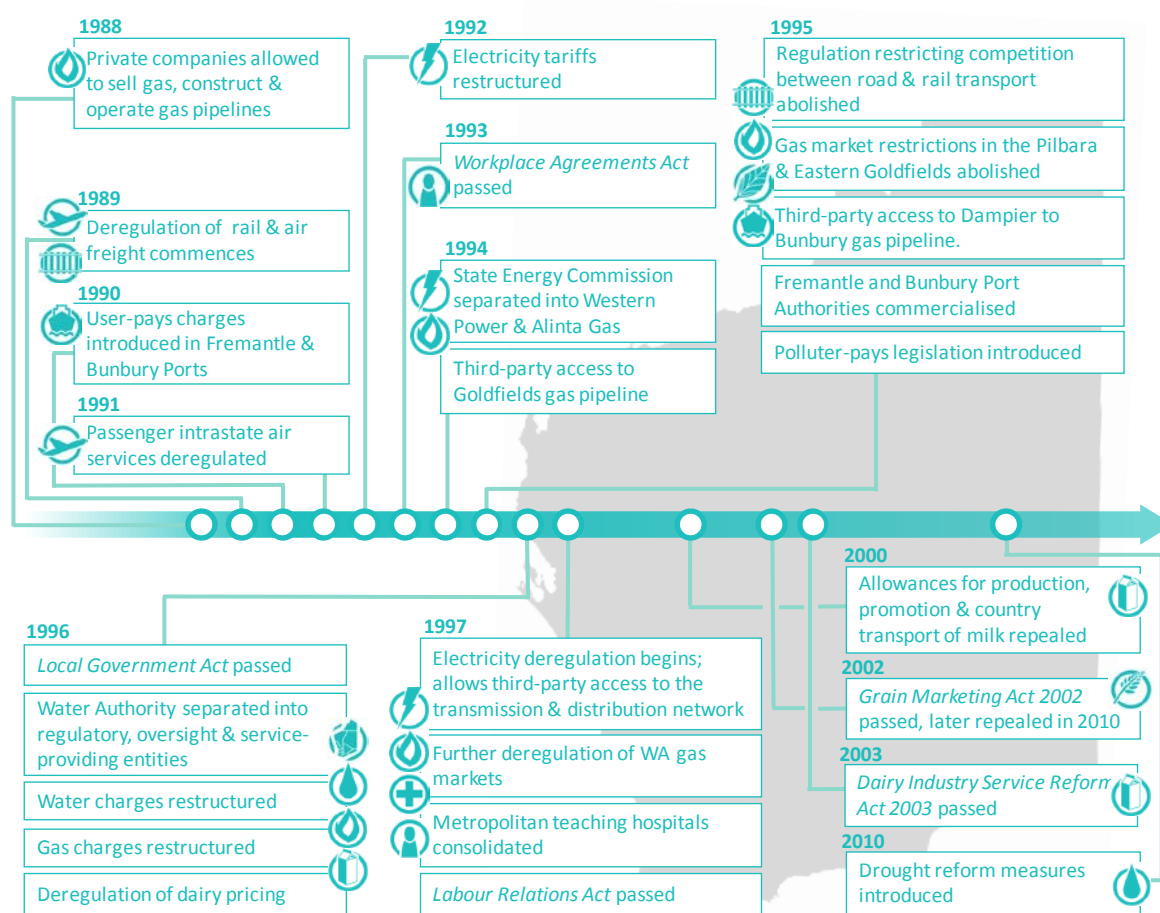 1988
Private companies allowed
to sell gas, construct &
operate gas pipelines
1989
Deregulation of rail & air
freight commences
1990
User-pays charges
introduced in Fremantle &
Bunbury Ports
1991
Passenger intrastate air
services deregulated
1992
Electricity tariffs
restructured
1993
Workplace Agreements Act
passed
1994
State Energy Commission
separated into Western
Power & Alinta Gas
Third-party access to
Goldfields gas pipeline
1995
Regulation restricting competition
between road & rail transport
abolished
Gas market restrictions in the Pilbara
& Eastern Goldfields abolished
Third-party access to Dampier to
Bunbury gas pipeline.
Fremantle and Bunbury Port
Authorities commercialised
Polluter-pays legislation introduced
1996
Local Government Act passed
Water Authority separated into
regulatory, oversight & service-
providing entities
Water charges restructured
Gas charges restructured
Deregulation of dairy pricing
1997
Electricity deregulation begins;
allows third-party access to the
transmission & distribution network
Further deregulation of WA gas
markets
Metropolitan teaching hospitals
consolidated
Labour Relations Act passed
2000
Allowances for production,
promotion & country
transport of milk repealed
2002
Grain Marketing Act 2002
passed, later repealed in 2010
2003
Dairy Industry Service Reform
Act 2003 passed
2010
Drought reform measures
introduced